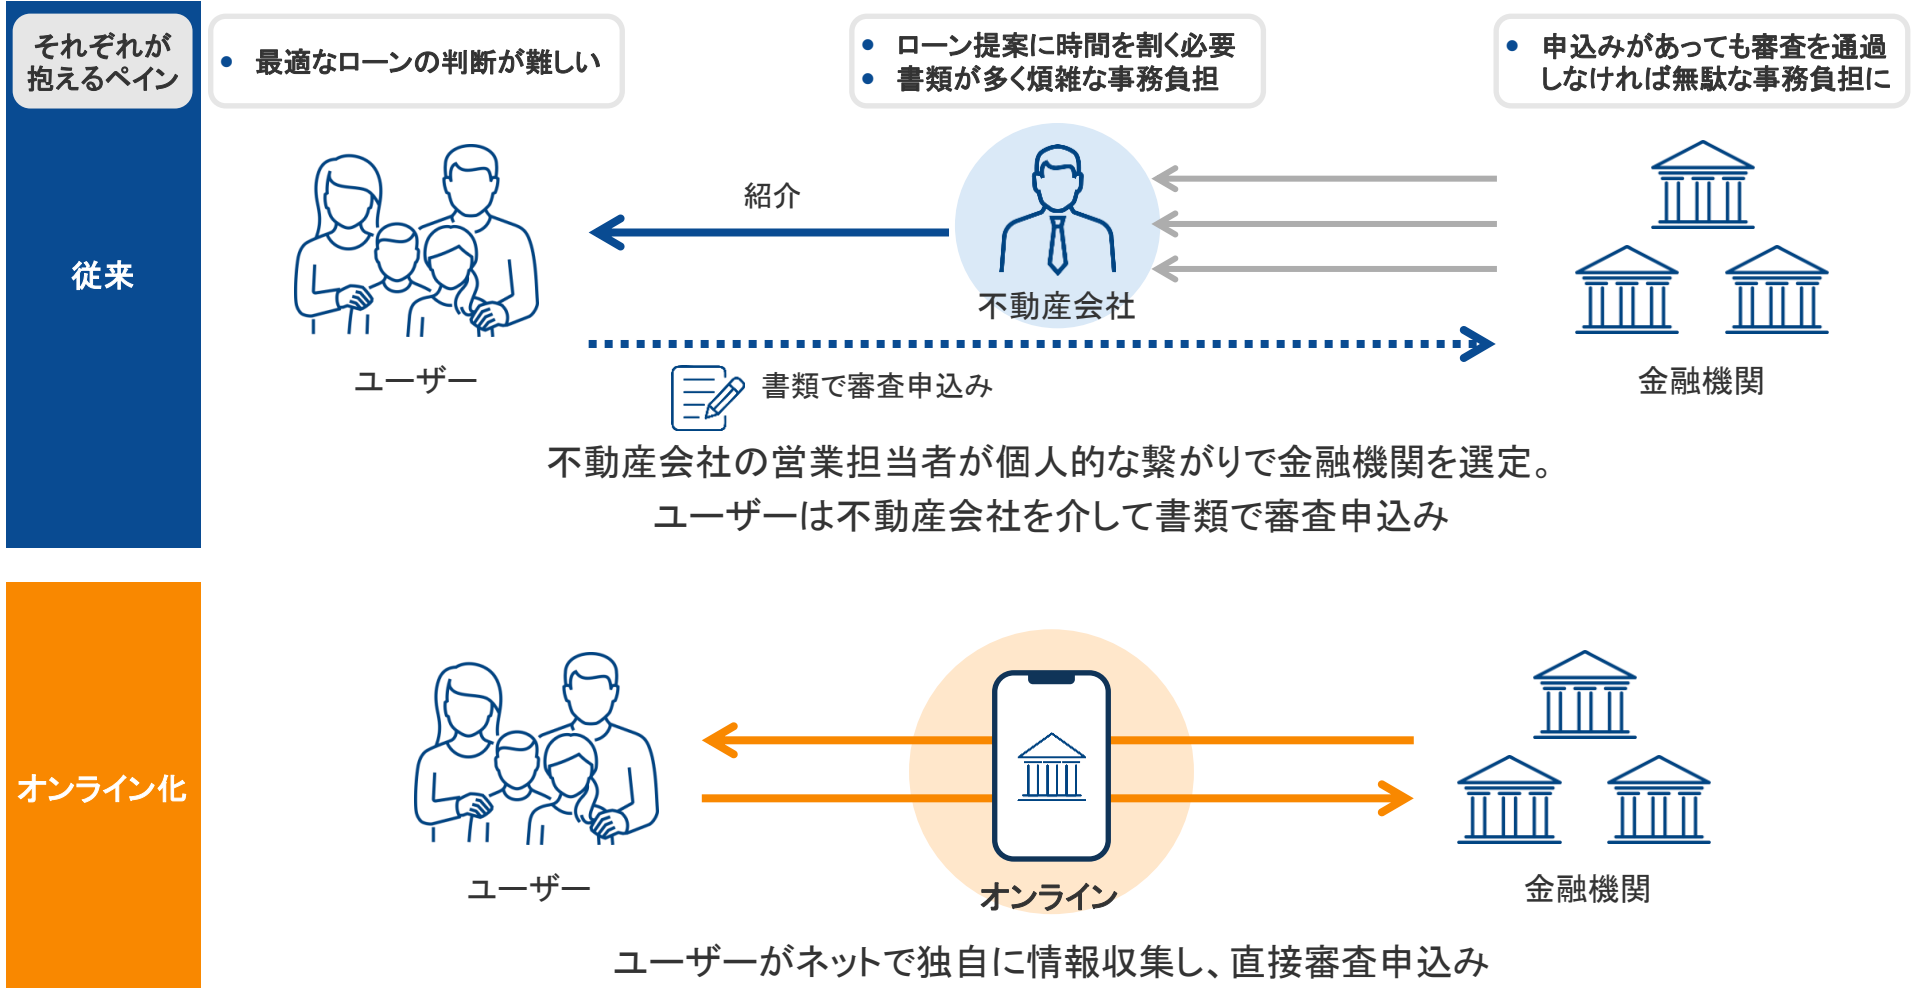 それぞれが
抱えるペイン
• 最適なローンの判断が難しい
• ローン提案に時間を割く必要
• 書類が多く煩雑な事務負担
• 申込みがあっても審査を通過
しなければ無駄な事務負担に
従来
紹介
不動産会社
ユーザー
書類で審査申込み
金融機関
不動産会社の営業担当者が個人的な繋がりで金融機関を選定。
ユーザーは不動産会社を介して書類で審査申込み
オンライン化
ユーザー
オンライン
金融機関
ユーザーがネットで独自に情報収集し、直接審査申込み